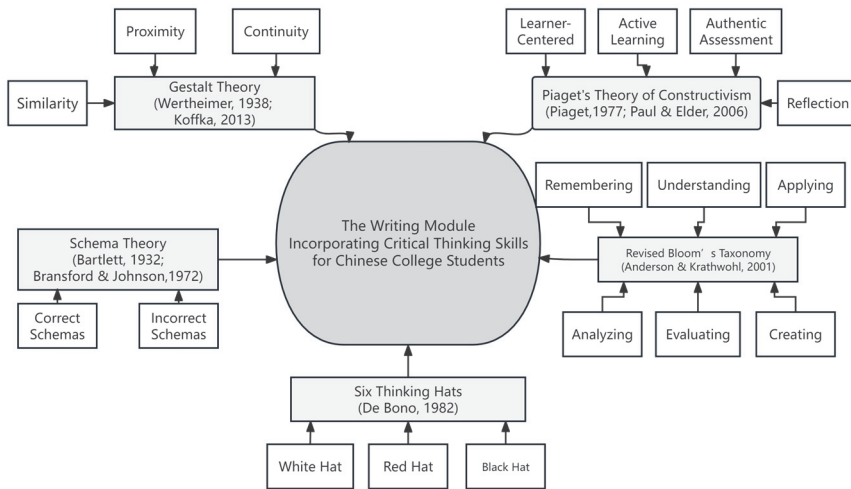 Proximity
Continuity
Similarity
Gestalt Theory
(Wertheimer, 1938;
Koffka, 2013)
Learner-
Centered
Active
Learning
Authentic
Assessment
Piaget's Theory of Constructivism
(Piaget,1977; Paul & Elder, 2006)
Reflection
The Writing Module
Incorporating Critical Thinking Skills
for Chinese College Students
Schema Theory
(Bartlett, 1932;
Bransford & Johnson,1972)
Correct
Schemas
Incorrect
Schemas
Remembering
Understanding
Applying
Revised Bloom’s Taxonomy
(Anderson & Krathwohl, 2001)
Analyzing
Evaluating
Creating
Six Thinking Hats
(De Bono, 1982)
White Hat
Red Hat
Black Hat